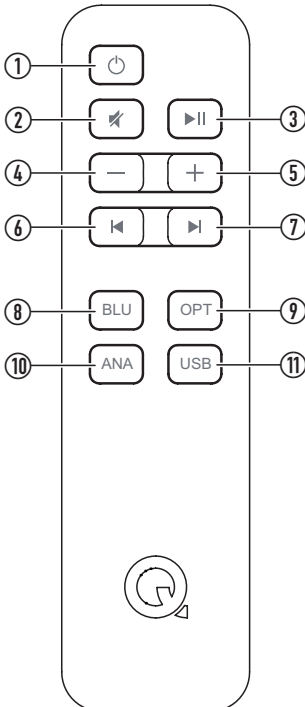 ①
② ③
④ ⑤
⑥ ⑦
⑧ BLU OPT ⑨
⑩ ANA USB ⑪